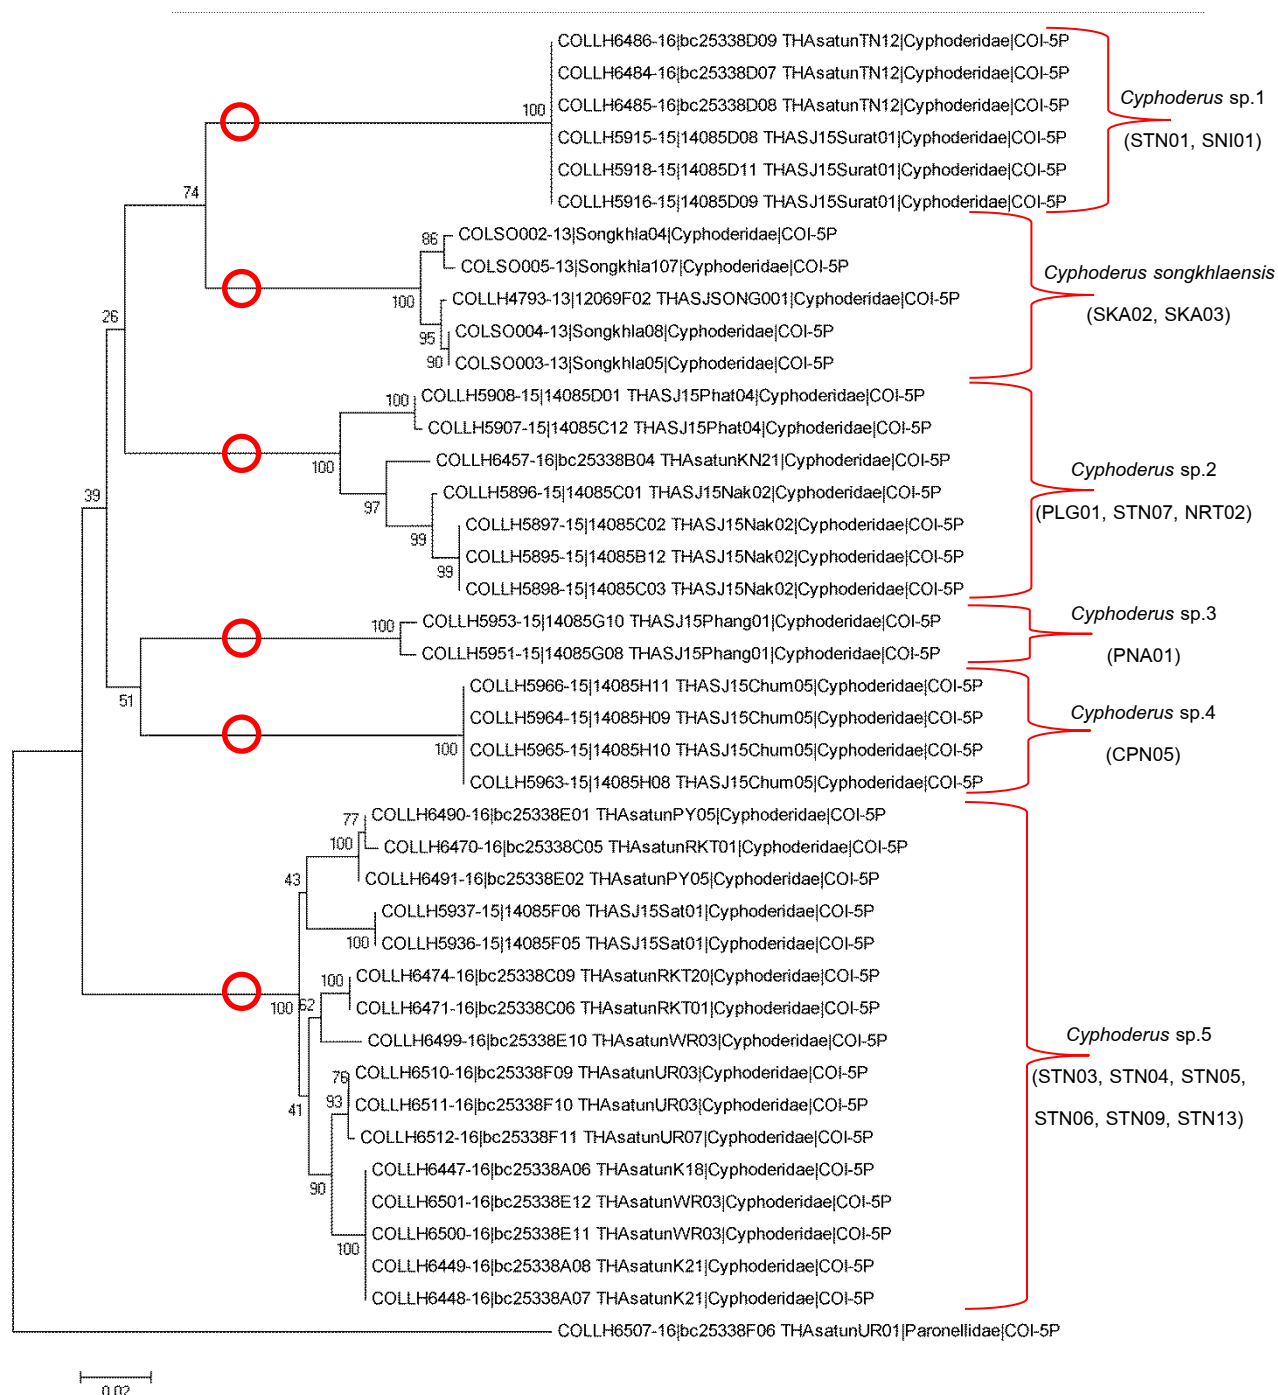 COLLH6486-16|bc25338D09 THAsatunTN12|Cyphoderidae|COI-5P
COLLH6484-16|bc25338D07 THAsatunTN12|Cyphoderidae|COI-5P
COLLH6485-16|bc25338D08 THAsatunTN12|Cyphoderidae|COI-5P
100
COLLH5915-15|14085D08 THASJ15Surat01|Cyphoderidae|COI-5P
COLLH5918-15|14085D11 THASJ15Surat01|Cyphoderidae|COI-5P
COLLH5916-15|14085D09 THASJ15Surat01|Cyphoderidae|COI-5P
Cyphoderus sp.1
(STN01, SNI01)
74
COLSO002-13|Songkhla04|Cyphoderidae|COI-5P
86
COLSO005-13|Songkhla107|Cyphoderidae|COI-5P
100
COLLH4793-13|12069F02 THASJSONG001|Cyphoderidae|COI-5P
COLSO004-13|Songkhla08|Cyphoderidae|COI-5P
95
COLSO003-13|Songkhla05|Cyphoderidae|COI-5P
90
Cyphoderus songkhlaensis
(SKA02, SKA03)
26
COLLH5908-15|14085D01 THASJ15Phat04|Cyphoderidae|COI-5P
100
COLLH5907-15|14085C12 THASJ15Phat04|Cyphoderidae|COI-5P
100
COLLH6457-16|bc25338B04 THAsatunKN21|Cyphoderidae|COI-5P
COLLH5896-15|14085C01 THASJ15Nak02|Cyphoderidae|COI-5P
97
COLLH5897-15|14085C02 THASJ15Nak02|Cyphoderidae|COI-5P
99
COLLH5895-15|14085B12 THASJ15Nak02|Cyphoderidae|COI-5P
99
COLLH5898-15|14085C03 THASJ15Nak02|Cyphoderidae|COI-5P
Cyphoderus sp.2
(PLG01, STN07, NRT02)
39
COLLH5953-15|14085G10 THASJ15Phang01|Cyphoderidae|COI-5P
100
COLLH5951-15|14085G08 THASJ15Phang01|Cyphoderidae|COI-5P
Cyphoderus sp.3
(PNA01)
51
COLLH5966-15|14085H11 THASJ15Chum05|Cyphoderidae|COI-5P
COLLH5964-15|14085H09 THASJ15Chum05|Cyphoderidae|COI-5P
COLLH5965-15|14085H10 THASJ15Chum05|Cyphoderidae|COI-5P
100
COLLH5963-15|14085H08 THASJ15Chum05|Cyphoderidae|COI-5P
Cyphoderus sp.4
(CPN05)
COLLH6490-16|bc25338E01 THAsatunPY05|Cyphoderidae|COI-5P
77
COLLH6470-16|bc25338C05 THAsatunRKT01|Cyphoderidae|COI-5P
100
COLLH6491-16|bc25338E02 THAsatunPY05|Cyphoderidae|COI-5P
43
COLLH5937-15|14085F06 THASJ15Sat01|Cyphoderidae|COI-5P
COLLH5936-15|14085F05 THASJ15Sat01|Cyphoderidae|COI-5P
100
COLLH6474-16|bc25338C09 THAsatunRKT20|Cyphoderidae|COI-5P
100
COLLH6471-16|bc25338C06 THAsatunRKT01|Cyphoderidae|COI-5P
100
62
COLLH6499-16|bc25338E10 THAsatunWR03|Cyphoderidae|COI-5P
COLLH6510-16|bc25338F09 THAsatunUR03|Cyphoderidae|COI-5P
76
COLLH6511-16|bc25338F10 THAsatunUR03|Cyphoderidae|COI-5P
93
41
COLLH6512-16|bc25338F11 THAsatunUR07|Cyphoderidae|COI-5P
COLLH6447-16|bc25338A06 THAsatunK18|Cyphoderidae|COI-5P
90
COLLH6501-16|bc25338E12 THAsatunWR03|Cyphoderidae|COI-5P
COLLH6500-16|bc25338E11 THAsatunWR03|Cyphoderidae|COI-5P
100
COLLH6449-16|bc25338A08 THAsatunK21|Cyphoderidae|COI-5P
COLLH6448-16|bc25338A07 THAsatunK21|Cyphoderidae|COI-5P
Cyphoderus sp.5
(STN03, STN04, STN05,
STN06, STN09, STN13)
COLLH6507-16|bc25338F06 THAsatunUR01|Paronellidae|COI-5P
0.02